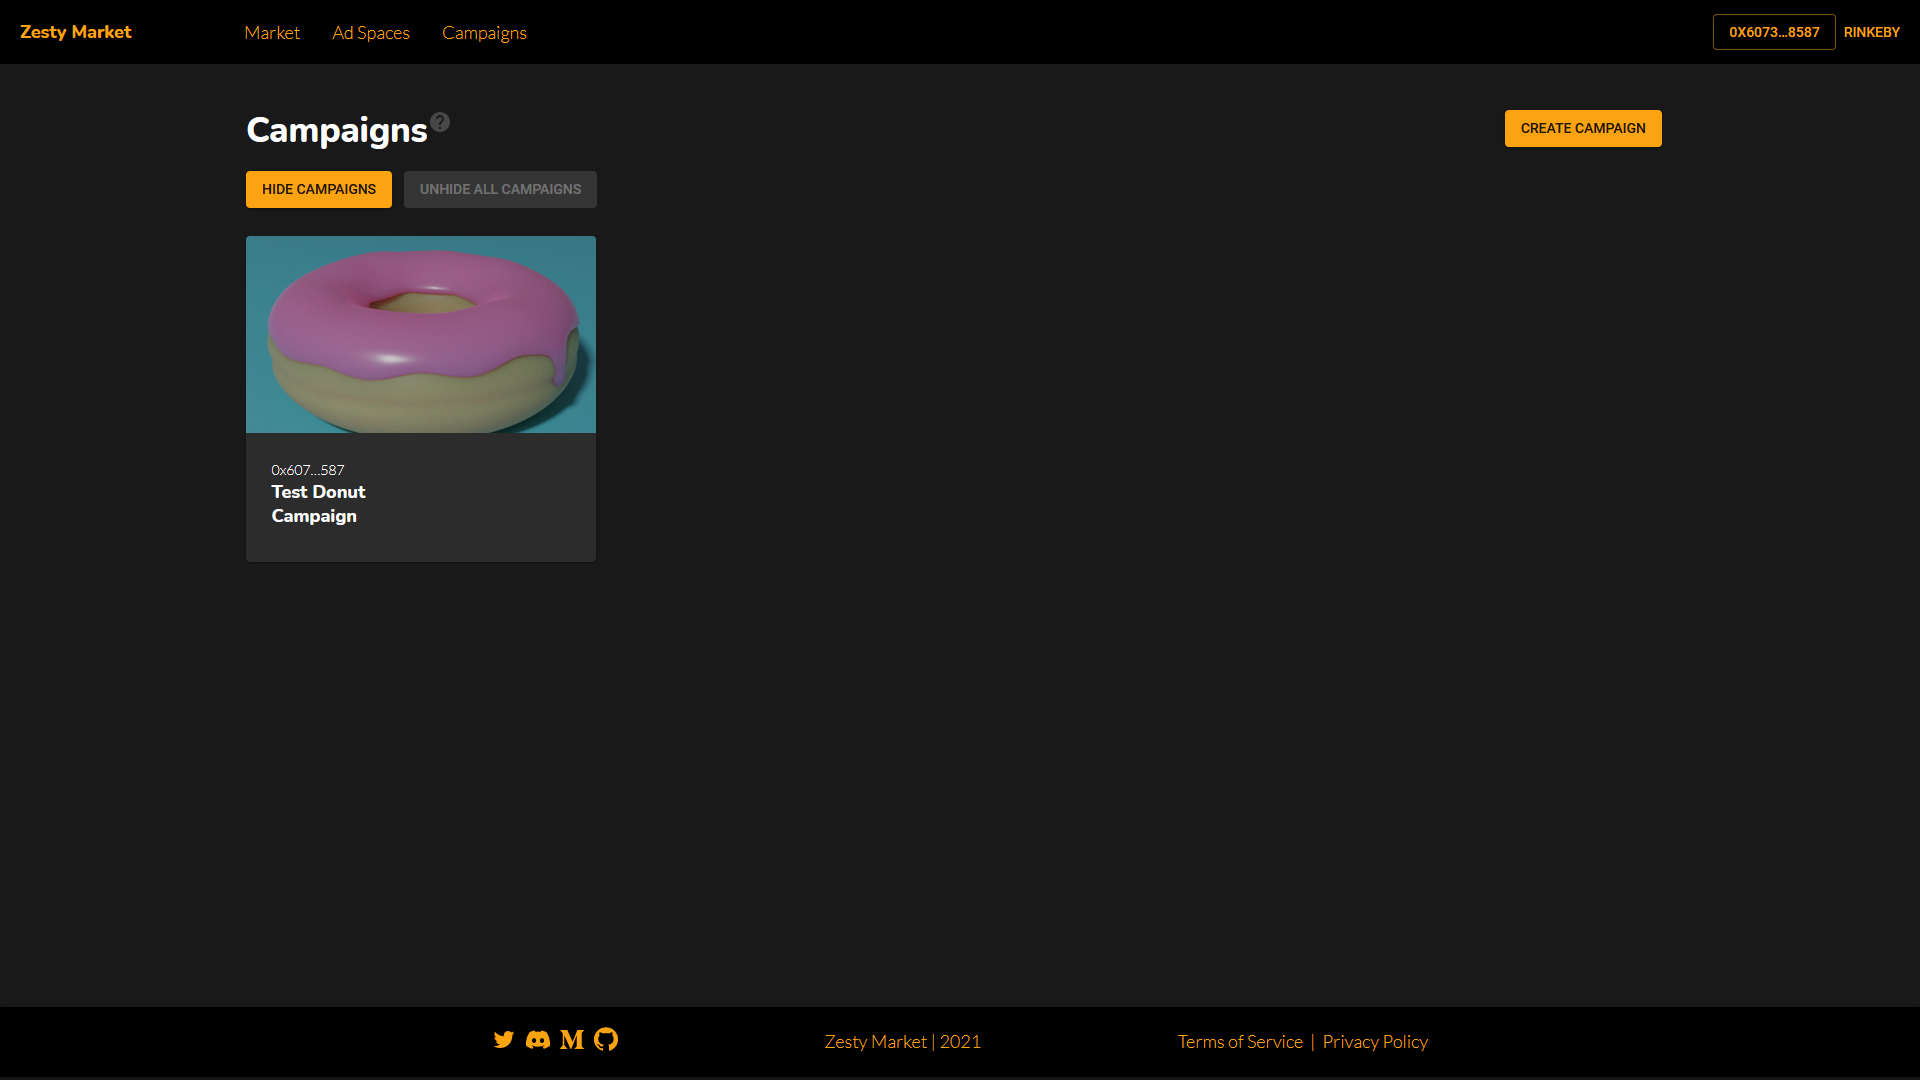 Zesty Market
Market
Ad Spaces
Campaigns
0X6073...8587
RINKEBY
Campaigns
?
CREATE CAMPAIGN
HIDE CAMPAIGNS
UNHIDE ALL CAMPAIGNS
0x607...587
Test Donut
Campaign
Zesty Market | 2021
Terms of Service | Privacy Policy